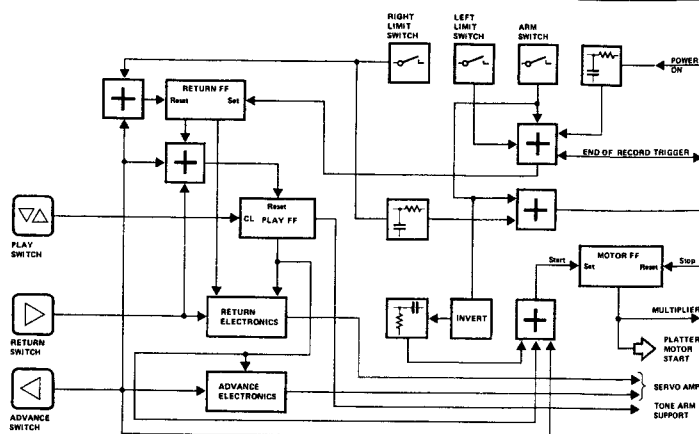 RIGHT
LIMIT
SWITCH
LEFT
LIMIT
SWITCH
ARM
SWITCH
POWER
ON
RETURN FF
Reset
Set
END OF RECORD TRIGGER
Reset
CL
PLAY FF
PLAY
SWITCH
MOTOR FF
Start
Set
Reset
Stop
RETURN
ELECTRONICS
INVERT
MULTIPLIER
RETURN
SWITCH
PLATTER
MOTOR
START
ADVANCE
ELECTRONICS
SERVO AMP
ADVANCE
SWITCH
TONE ARM
SUPPORT